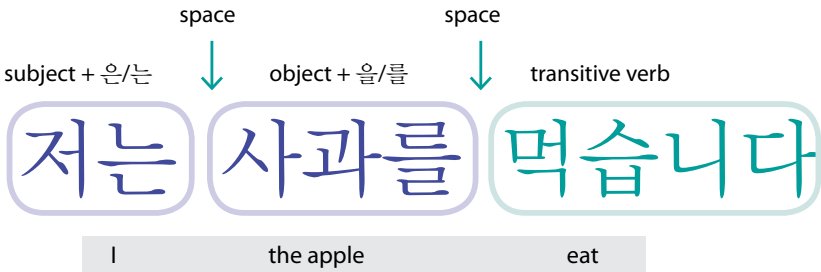 space space
subject + 은/는 object + 을/를 transitive verb
저는 사과를 먹습니다
I the apple eat